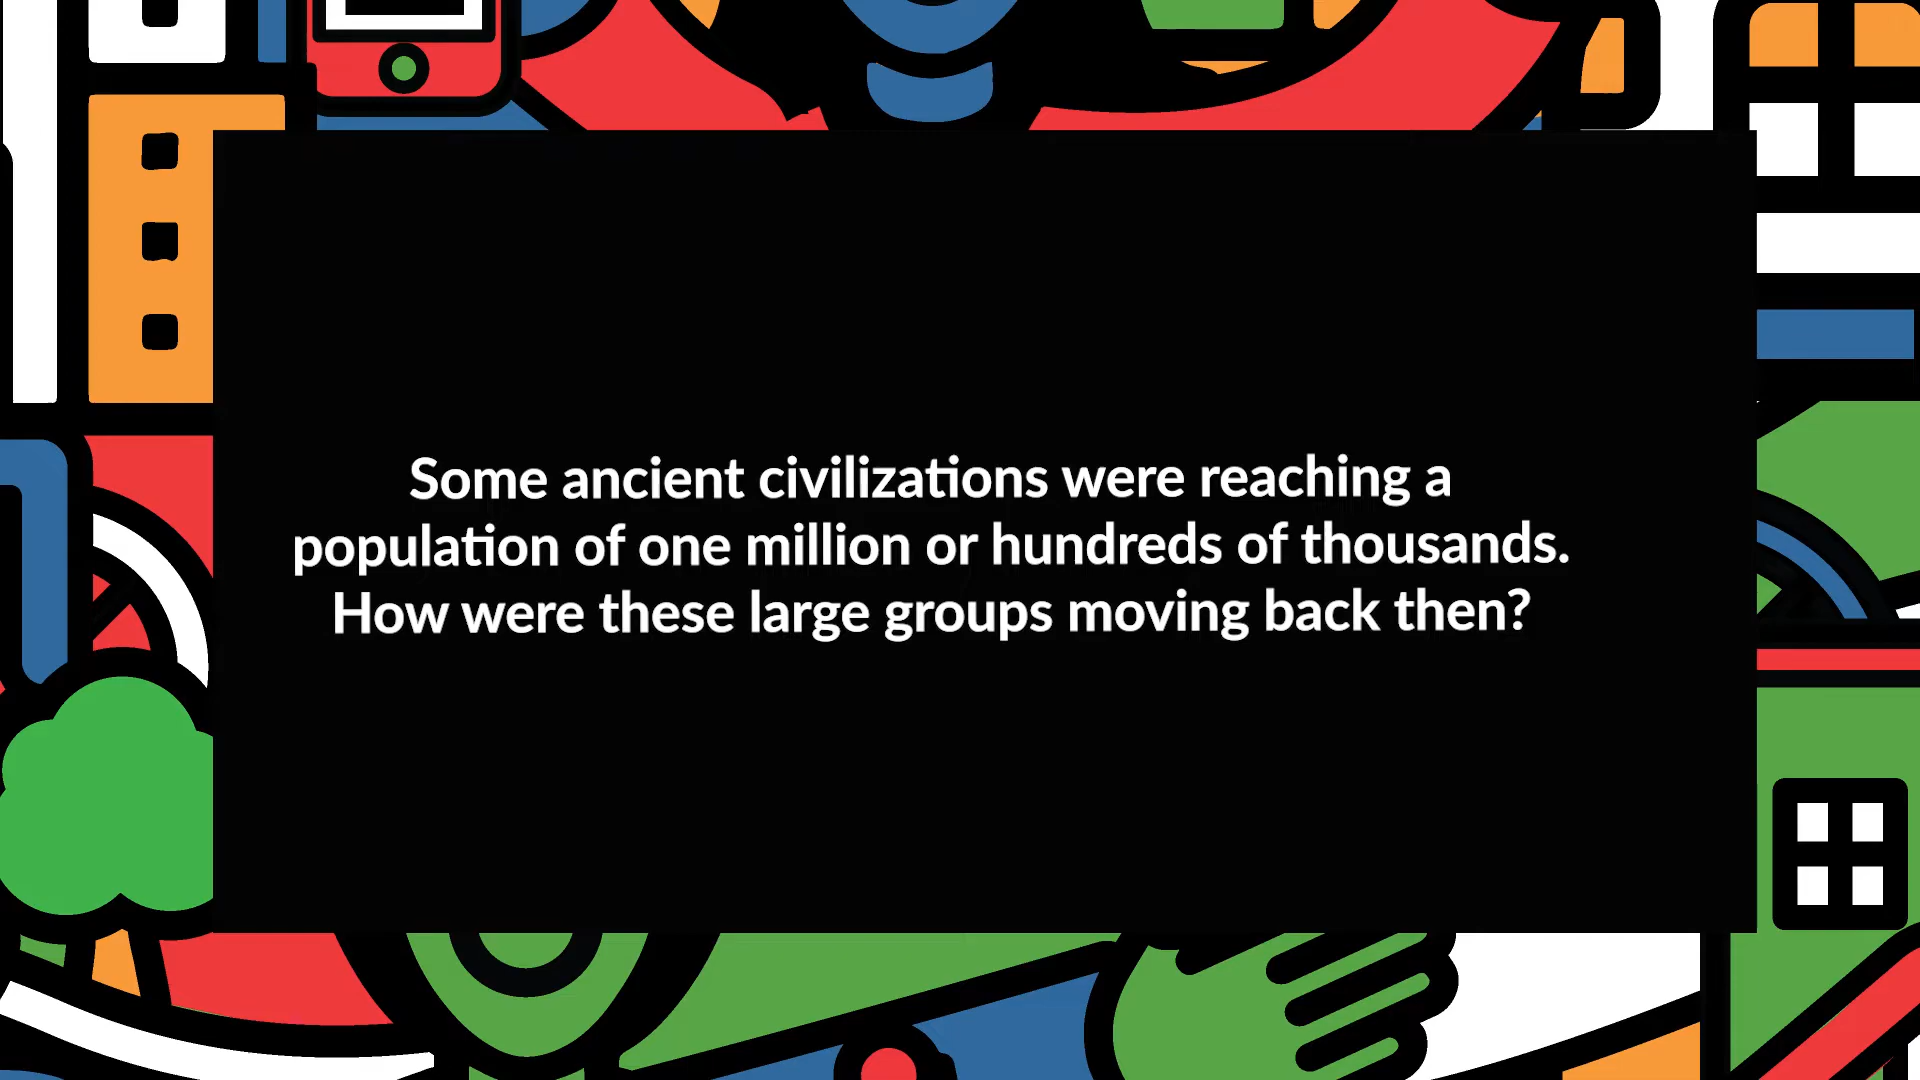 Some ancient civilizations were reaching a
population of one million or hundreds of thousands.
How were these large groups moving back then?